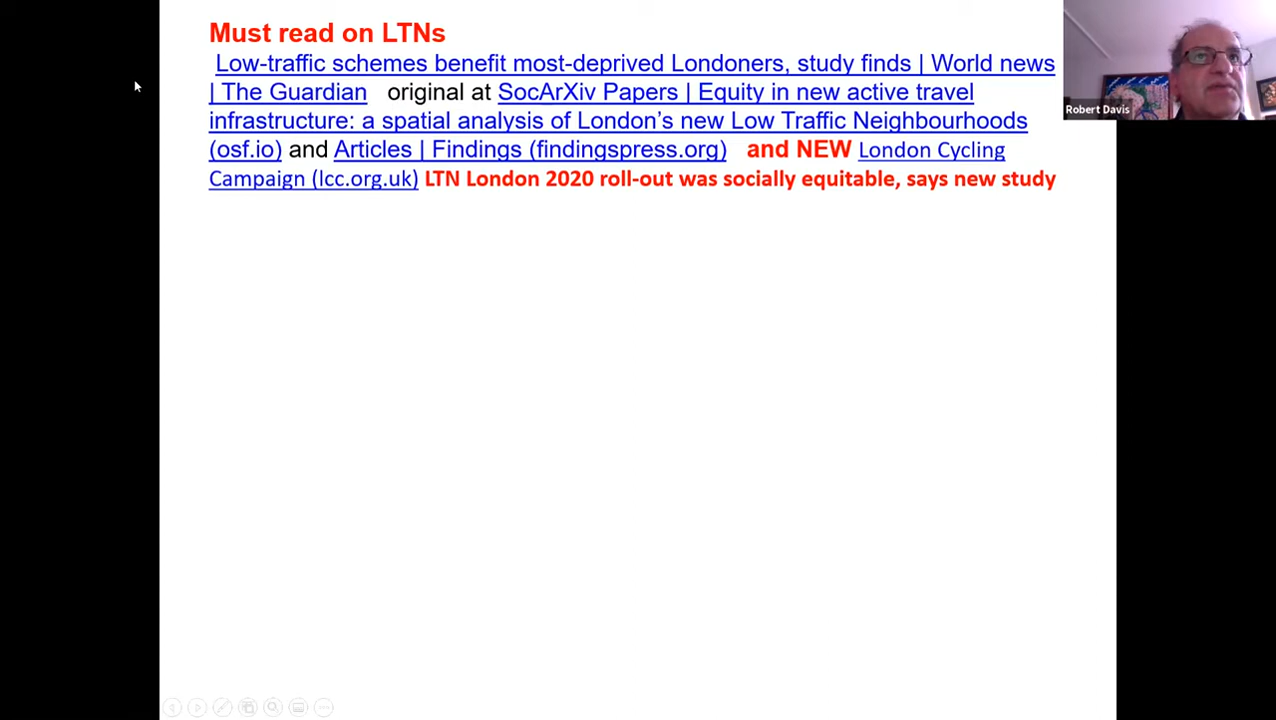 Must read on LTNs
Low-traffic schemes benefit most-deprived Londoners, study finds | World news
| The Guardian original at SocArXiv Papers | Equity in new active travel
infrastructure: a spatial analysis of London’s new Low Traffic Neighbourhoods
(osf.io) and Articles | Findings (findingspress.org) and NEW London Cycling
Campaign (lcc.org.uk) LTN London 2020 roll-out was socially equitable, says new study
Robert Davis